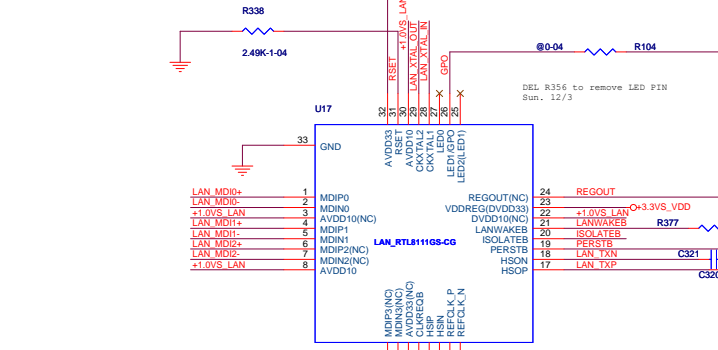 R338
2.49K-1-04
RSET
+1.0VS_LAN
LAN_XTAL_OUT
LAN_XTAL_IN
GPO
@0-04
R104
DEL R356 to remove LED PIN
Sun. 12/3
U17
32
31
30
29
28
27
26
25
AVDD33
RSET
AVDD10
CKXTAL2
CKXTAL1
LED0
LED1/GPO
LED2(LED1)
33
GND
LAN_MDI0+ 1 MDIP0
LAN_MDI0- 2 MDIN0
+1.0VS_LAN 3 AVDD10(NC)
LAN_MDI1+ 4 MDIP1
LAN_MDI1- 5 MDIN1
LAN_MDI2+ 6 MDIP2(NC)
LAN_MDI2- 7 MDIN2(NC)
+1.0VS_LAN 8 AVDD10
LAN_RTL8111GS-CG
REGOUT(NC) 24 REGOUT
VDDREG(DVDD33) 23 +3.3VS_VDD
DVDD10(NC) 22 +1.0VS_LAN
LANWAKEB 21 LANWAKEB
R377
ISOLATEB 20 ISOLATEB
PERSTB 19 PERSTB
HSON 18 LAN_TXN
C321
HSOP 17 LAN_TXP
C320
MDIP3(NC)
MDIN3(NC)
AVDD33(NC)
CLKREQB
HSIP
HSIN
REFCLK_P
REFCLK_N